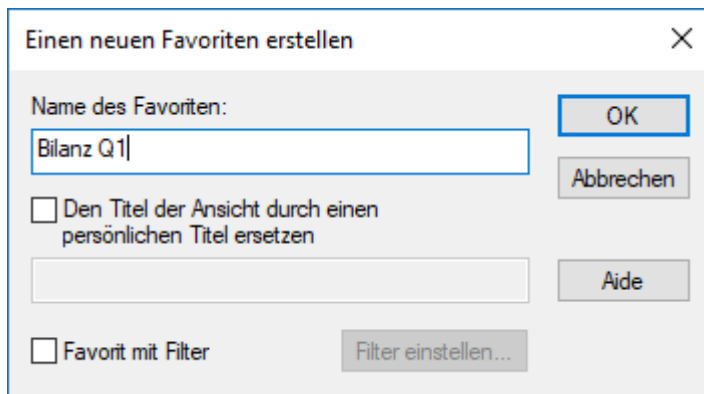 Einen neuen Favoriten erstellen
Name des Favoriten:
OK
Bilanz Q1
Abbrechen
Den Titel der Ansicht durch einen
persönlichen Titel ersetzen
Aide
Favorit mit Filter
Filter einstellen...